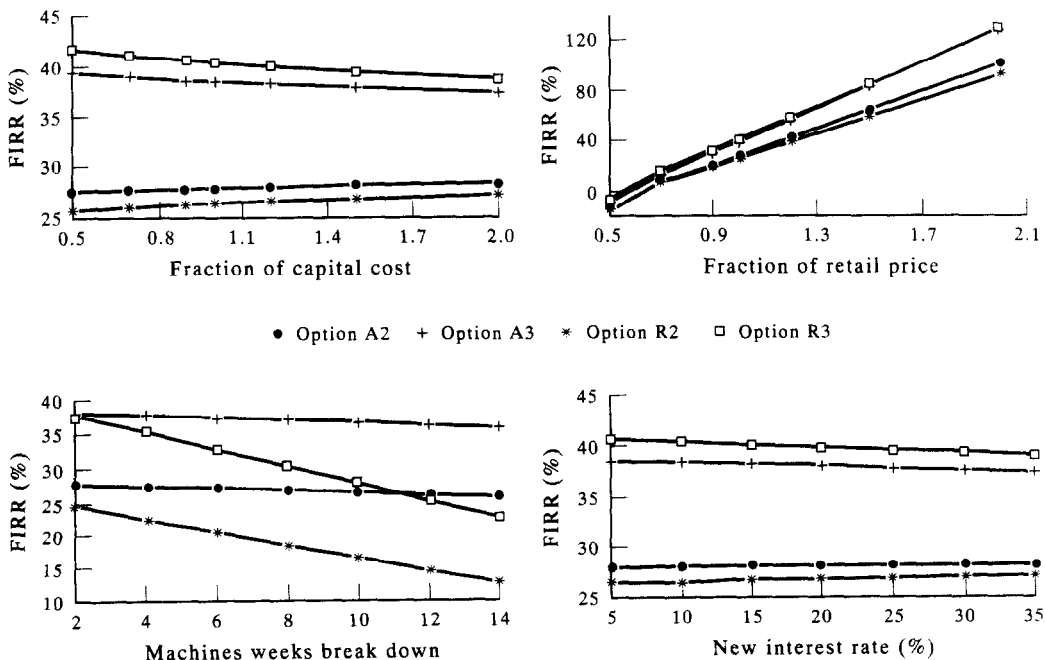 45
40
35
30
25
FIRR (%)
0.5 0.8 1.1 1.4 1.7 2.0
Fraction of capital cost
120
80
40
0
FIRR (%)
0.5 0.9 1.3 1.7 2.1
Fraction of retail price
Option A2 Option A3 Option R2 Option R3
40
35
30
25
20
15
10
FIRR (%)
2 4 6 8 10 12 14
Machines weeks break down
45
40
35
30
25
FIRR (%)
5 10 15 20 25 30 35
New interest rate (%)